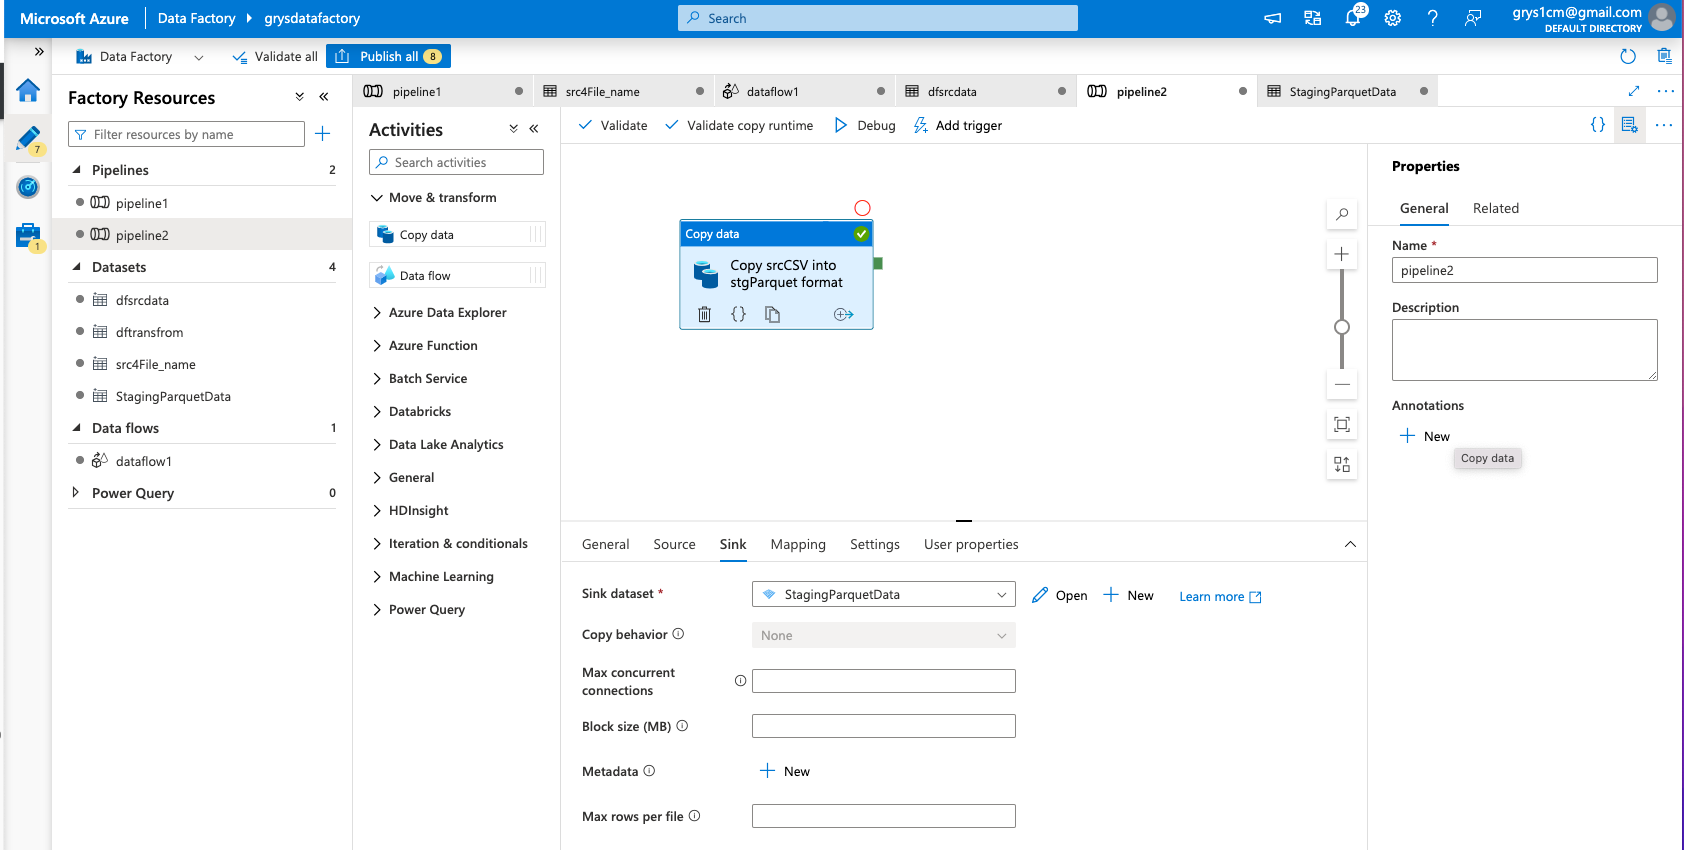 Microsoft Azure
Data Factory
grysdatafactory
Search
23
grys1cm@gmail.com
DEFAULT DIRECTORY
Data Factory
Validate all
Publish all
8
7
1
Factory Resources
Filter resources by name
Pipelines
2
pipeline1
pipeline2
Datasets
4
dfsrcdata
dftransfrom
src4File_name
StagingParquetData
Data flows
1
dataflow1
Power Query
0
pipeline1
src4File_name
dataflow1
dfsrcdata
pipeline2
StagingParquetData
Activities
Search activities
Move & transform
Copy data
Data flow
Azure Data Explorer
Azure Function
Batch Service
Databricks
Data Lake Analytics
General
HDInsight
Iteration & conditionals
Machine Learning
Power Query
Validate
Validate copy runtime
Debug
Add trigger
Copy data
Copy srcCSV into
stgParquet format
General
Source
Sink
Mapping
Settings
User properties
Sink dataset *
StagingParquetData
Open
New
Learn more
Copy behavior
None
Max concurrent
connections
Block size (MB)
Metadata
New
Max rows per file
Properties
General
Related
Name *
pipeline2
Description
Annotations
New
Copy data